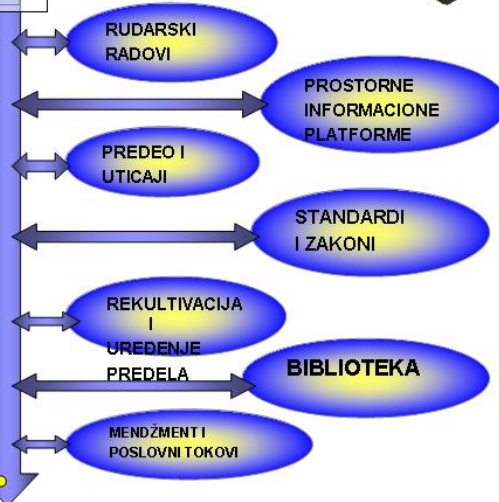 RUDARSKI
RADOVI
PROSTORNE
INFORMACIONE
PLATFORME
PREDEO I
UTICAJI
STANDARDI
I ZAKONI
REKULTIVACIJA
I
UREĐENJE
PREDELA
BIBLIOTEKA
MENDŽMENT I
POSLOVNI TOKOVI